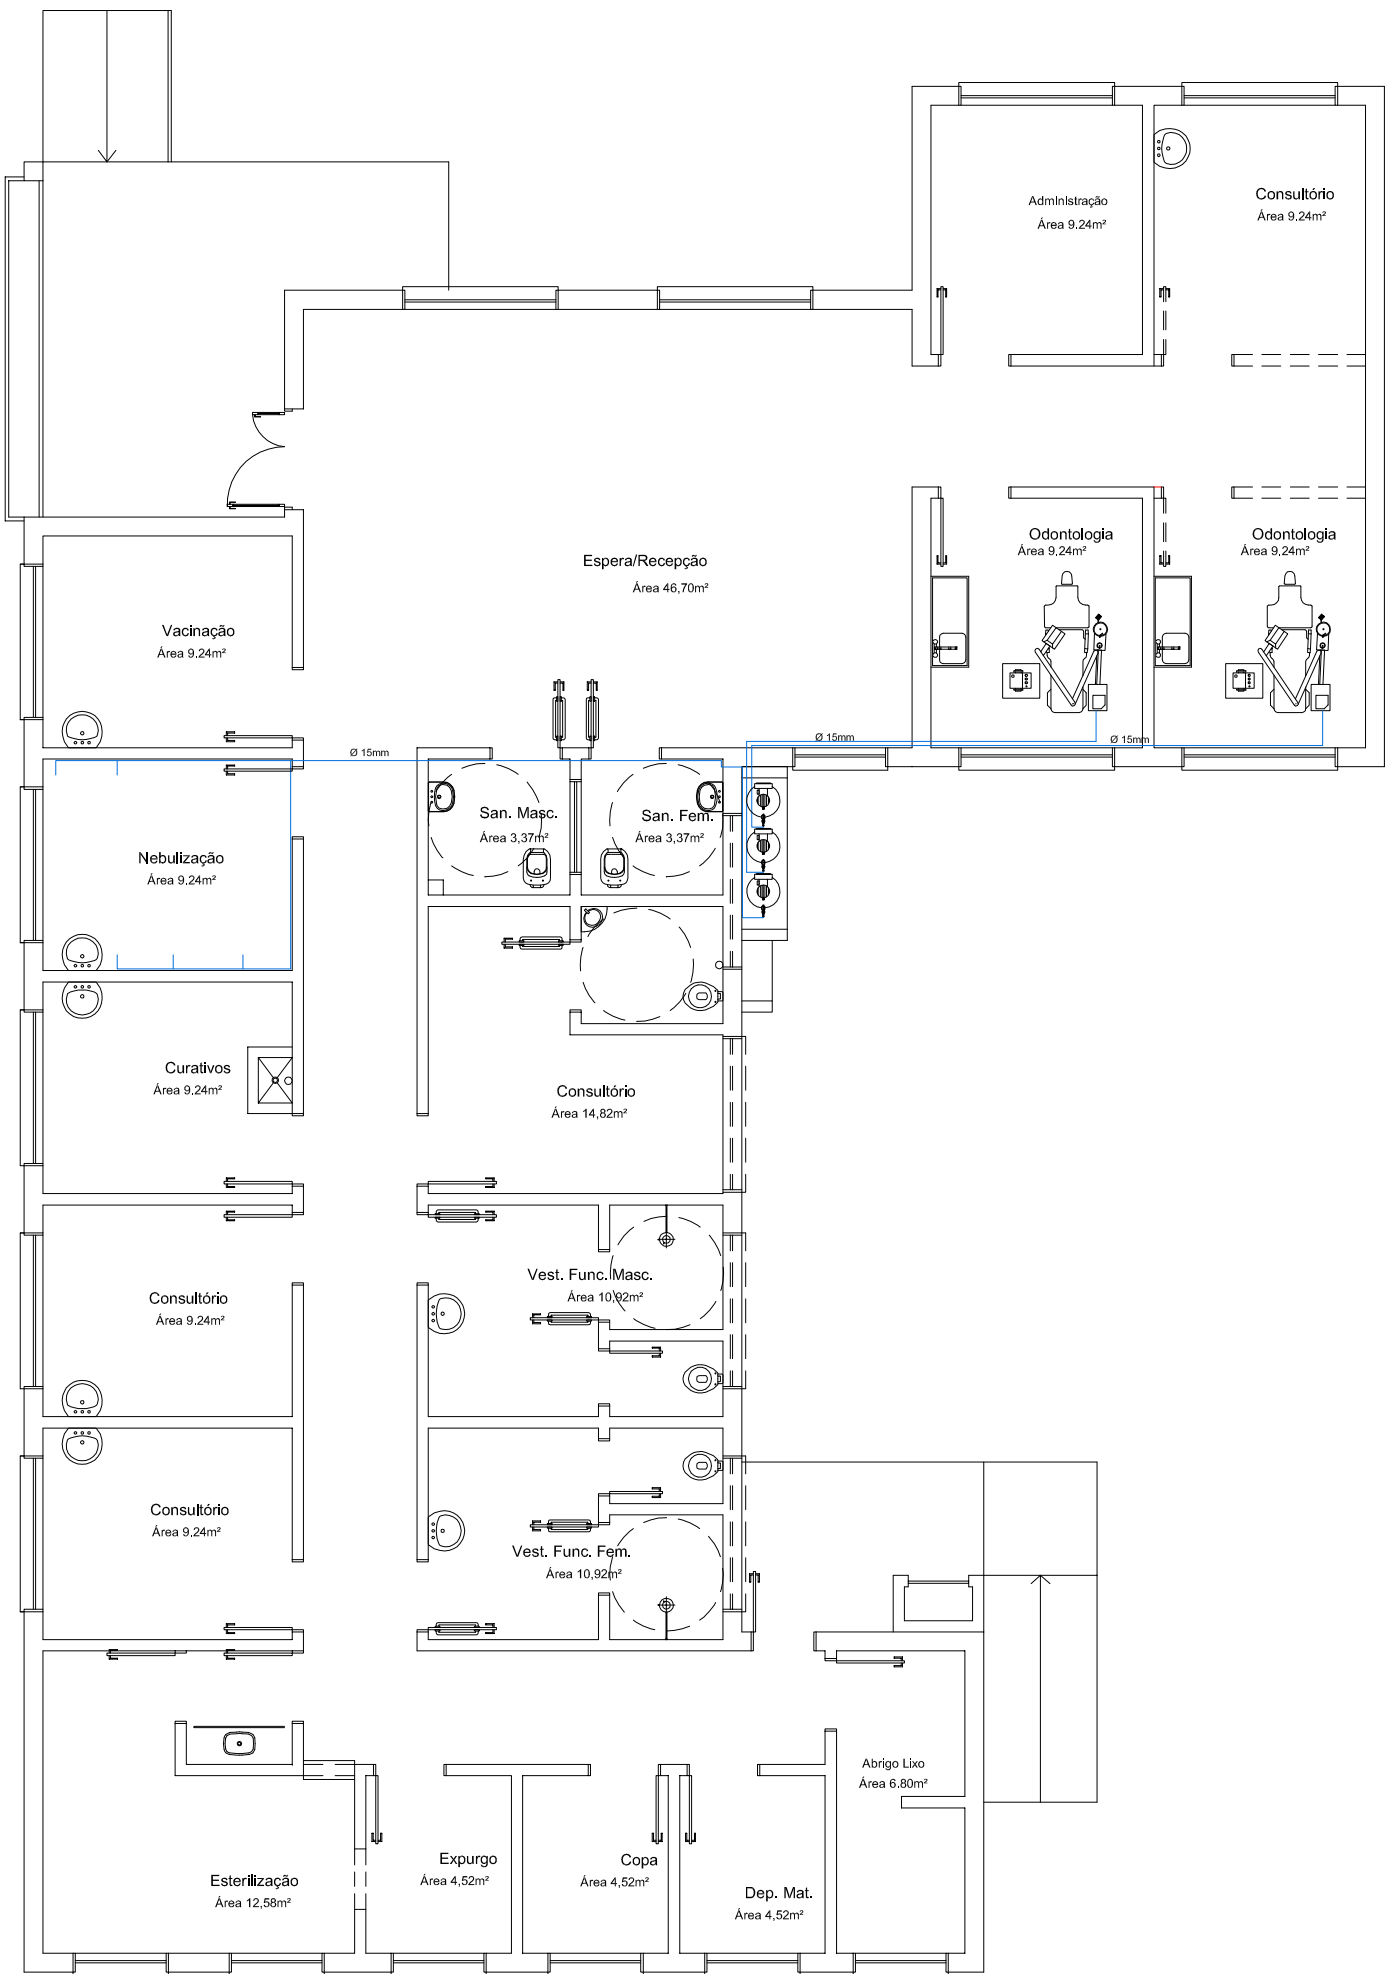 Administração
Área 9.24m²
Consultório
Área 9.24m²
Espera/Recepção
Área 46,70m²
Odontologia
Área 9,24m²
Odontologia
Área 9,24m²
Vacinação
Área 9.24m²
Ø 15mm
Ø 15mm
Ø 15mm
San. Masc.
Área 3,37m²
San. Fem.
Área 3,37m²
Nebulização
Área 9.24m²
Curativos
Área 9.24m²
Consultório
Área 14,82m²
Vest. Func. Masc.
Área 10,92m²
Consultório
Área 9.24m²
Consultório
Área 9,24m²
Vest. Func. Fem.
Área 10,92m²
Abrigo Lixo
Área 6.80m²
Esterilização
Área 12,58m²
Expurgo
Área 4,52m²
Copa
Área 4,52m²
Dep. Mat.
Área 4,52m²